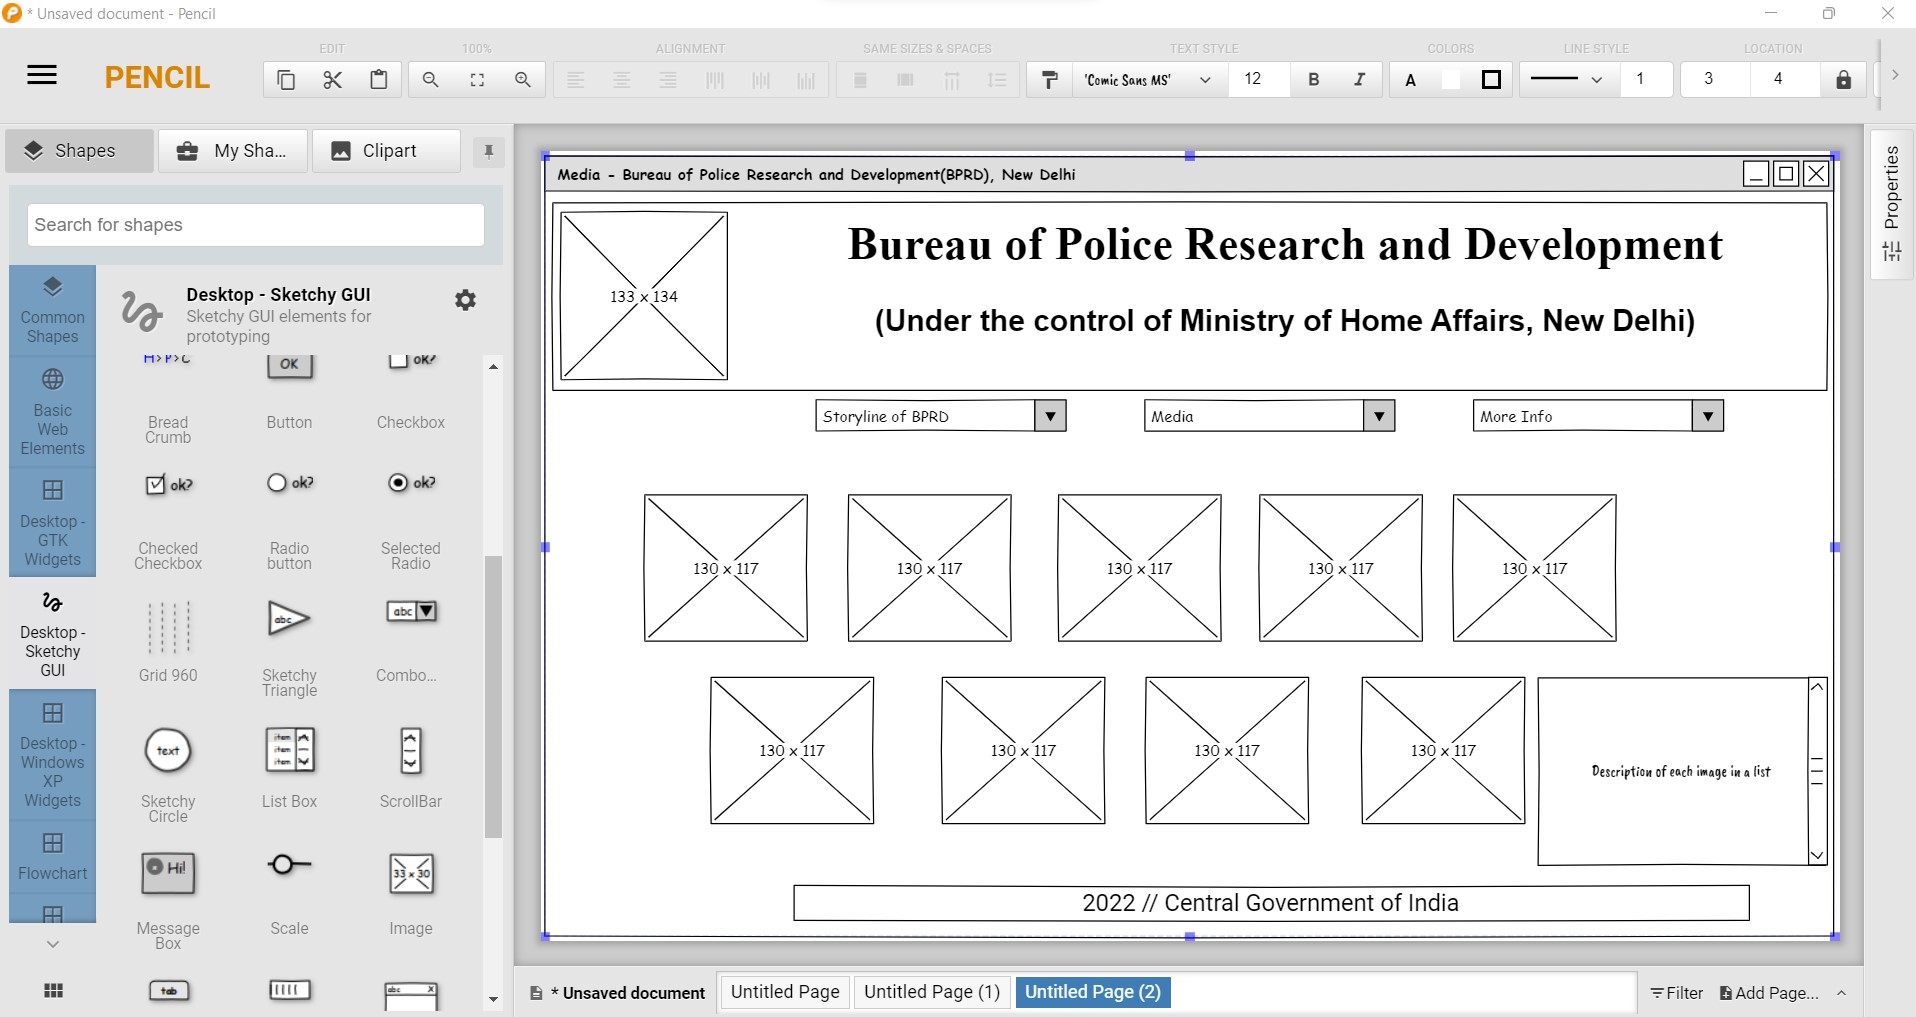 * Unsaved document - Pencil
EDIT
100%
ALIGNMENT
SAME SIZES & SPACES
TEXT STYLE
COLORS
LINE STYLE
LOCATION
PENCIL
'Comic Sans MS'
12
B
I
A
1
3
4
Shapes
My Sha...
Clipart
Search for shapes
Common
Shapes
Basic
Web
Elements
Desktop -
GTK
Widgets
Desktop -
Sketchy
GUI
Desktop -
Windows
XP
Widgets
Flowchart
Desktop - Sketchy GUI
Sketchy GUI elements for
prototyping
H > P > C
OK
ok?
Bread
Crumb
Button
Checkbox
ok?
ok?
ok?
Checked
Checkbox
Radio
button
Selected
Radio
abc
abc
Grid 960
Sketchy
Triangle
Combo...
text
item
item
item
Sketchy
Circle
List Box
ScrollBar
Hi!
33 x 30
Message
Box
Scale
Image
tab
abc X
Media - Bureau of Police Research and Development(BPRD), New Delhi
133 x 134
Bureau of Police Research and Development
(Under the control of Ministry of Home Affairs, New Delhi)
Storyline of BPRD
Media
More Info
130 x 117
130 x 117
130 x 117
130 x 117
130 x 117
130 x 117
130 x 117
130 x 117
130 x 117
Description of each image in a list
2022 // Central Government of India
Properties
* Unsaved document
Untitled Page
Untitled Page (1)
Untitled Page (2)
Filter
Add Page...